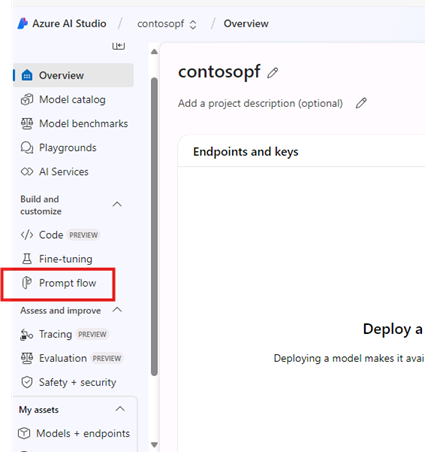 Azure AI Studio / contosopf / Overview
Overview
Model catalog
Model benchmarks
Playgrounds
AI Services
Build and
customize
Code PREVIEW
Fine-tuning
Prompt flow
Assess and improve
Tracing PREVIEW
Evaluation PREVIEW
Safety + security
My assets
Models + endpoints
contosopf
Add a project description (optional)
Endpoints and keys
Deploy a
Deploying a model makes it avai